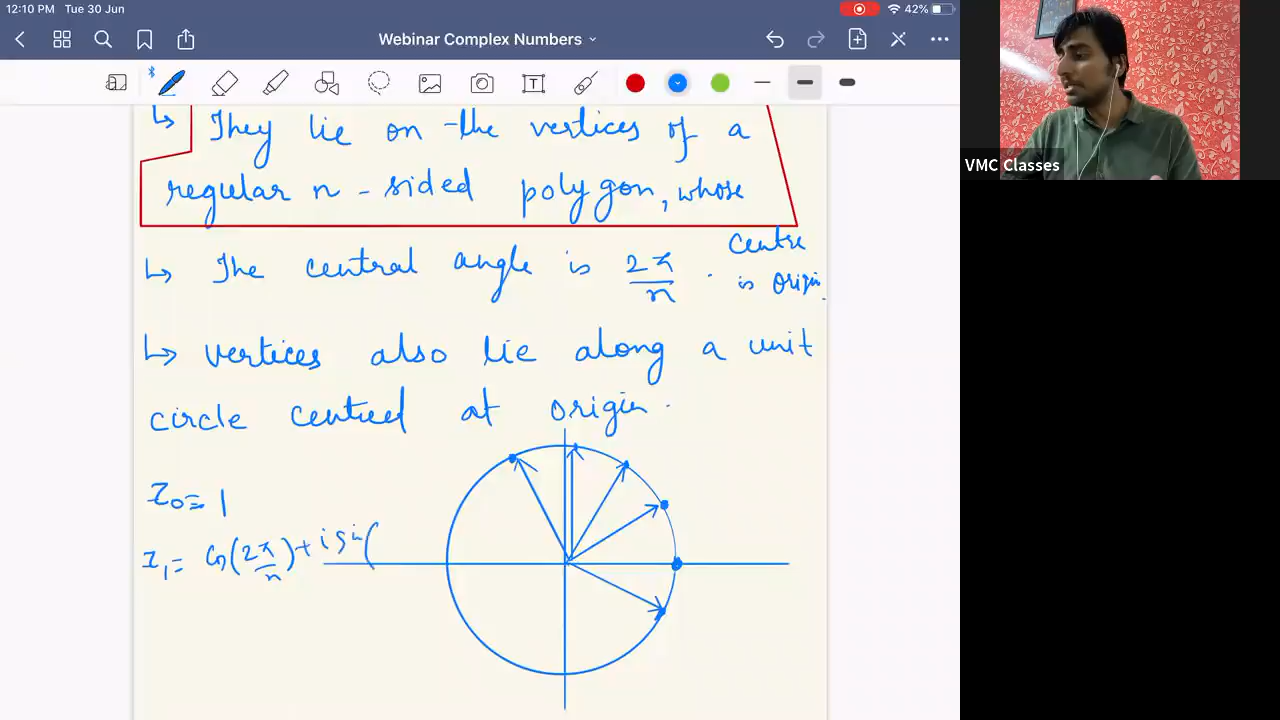 12:10 PM Tue 30 Jun
42%
Webinar Complex Numbers
T
↳ They lie on the vertices of a
regular n - sided polygon, whose
centre
is origin.
↳ The central angle is 2π/n.
↳ vertices also lie along a unit
circle centred at origin.
Z₀ = 1
Z₁ = Cos(2π/n) + i sin(
VMC Classes